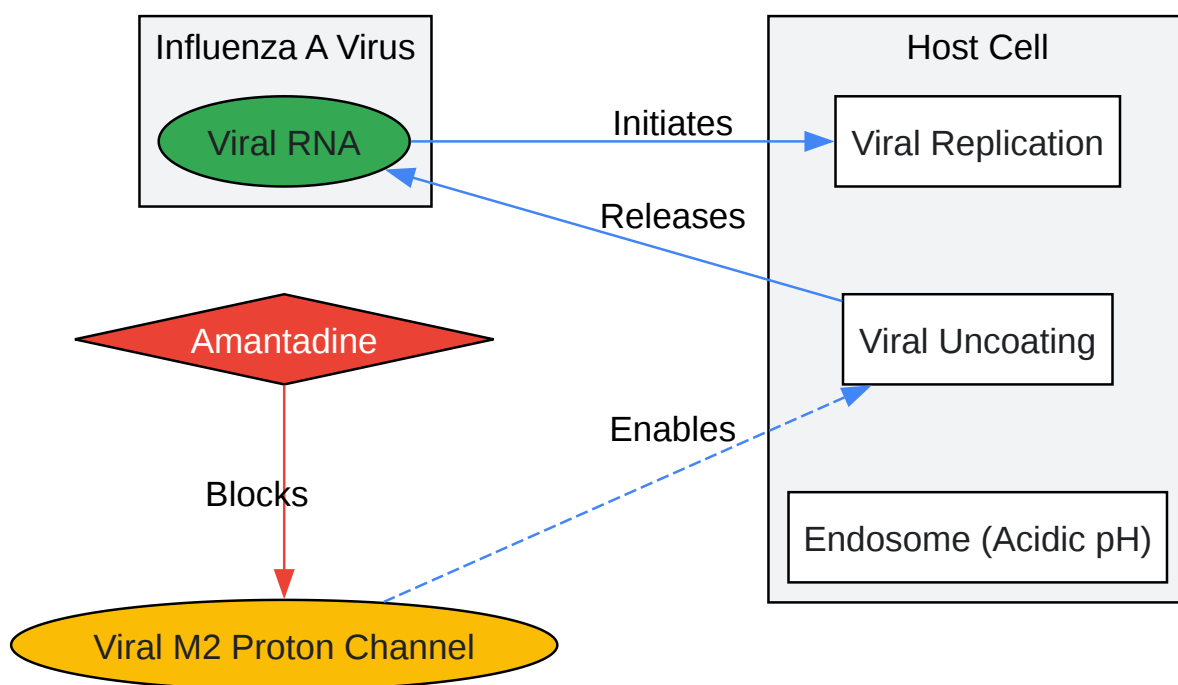 Influenza A Virus
Host Cell
Viral RNA
Initiates
Viral Replication
Releases
Amantadine
Viral Uncoating
Enables
Blocks
Endosome (Acidic pH)
Viral M2 Proton Channel